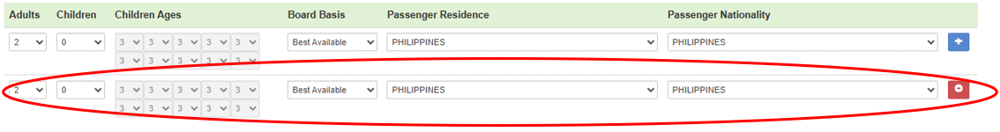 Adults Children Children Ages Board Basis Passenger Residence Passenger Nationality
2 0 3 3 3 3 3 Best Available PHILIPPINES PHILIPPINES
3 3 3 3 3
2 0 3 3 3 3 3 Best Available PHILIPPINES PHILIPPINES
3 3 3 3 3